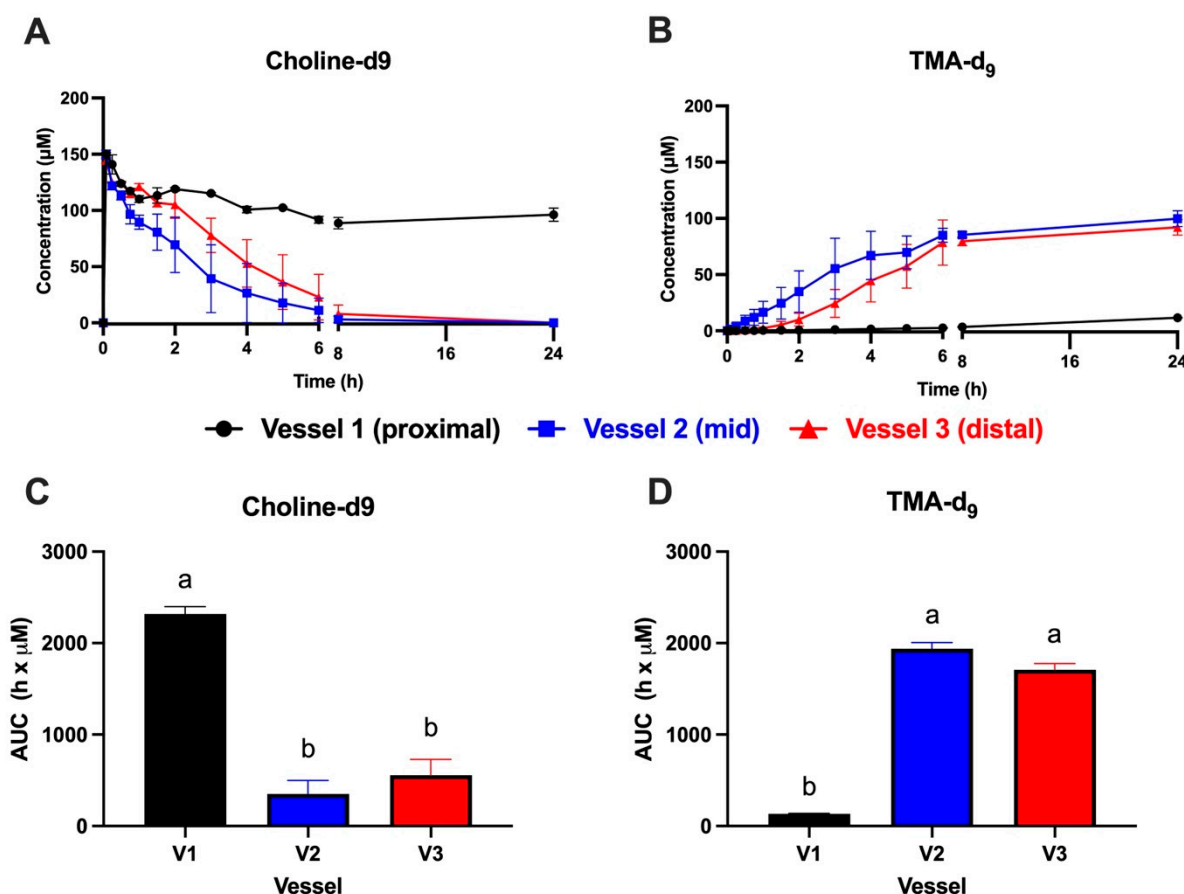 A
Choline-d9
Concentration (µM)
200
150
100
50
0
0 2 4 6 8 16 24
Time (h)
B
TMA-d₉
Concentration (µM)
200
150
100
50
0
0 2 4 6 8 16 24
Time (h)
Vessel 1 (proximal) Vessel 2 (mid) Vessel 3 (distal)
C
Choline-d9
AUC (h x µM)
3000
2000
1000
0
a
b
b
V1 V2 V3
Vessel
D
TMA-d₉
AUC (h x µM)
3000
2000
1000
0
b
a
a
V1 V2 V3
Vessel